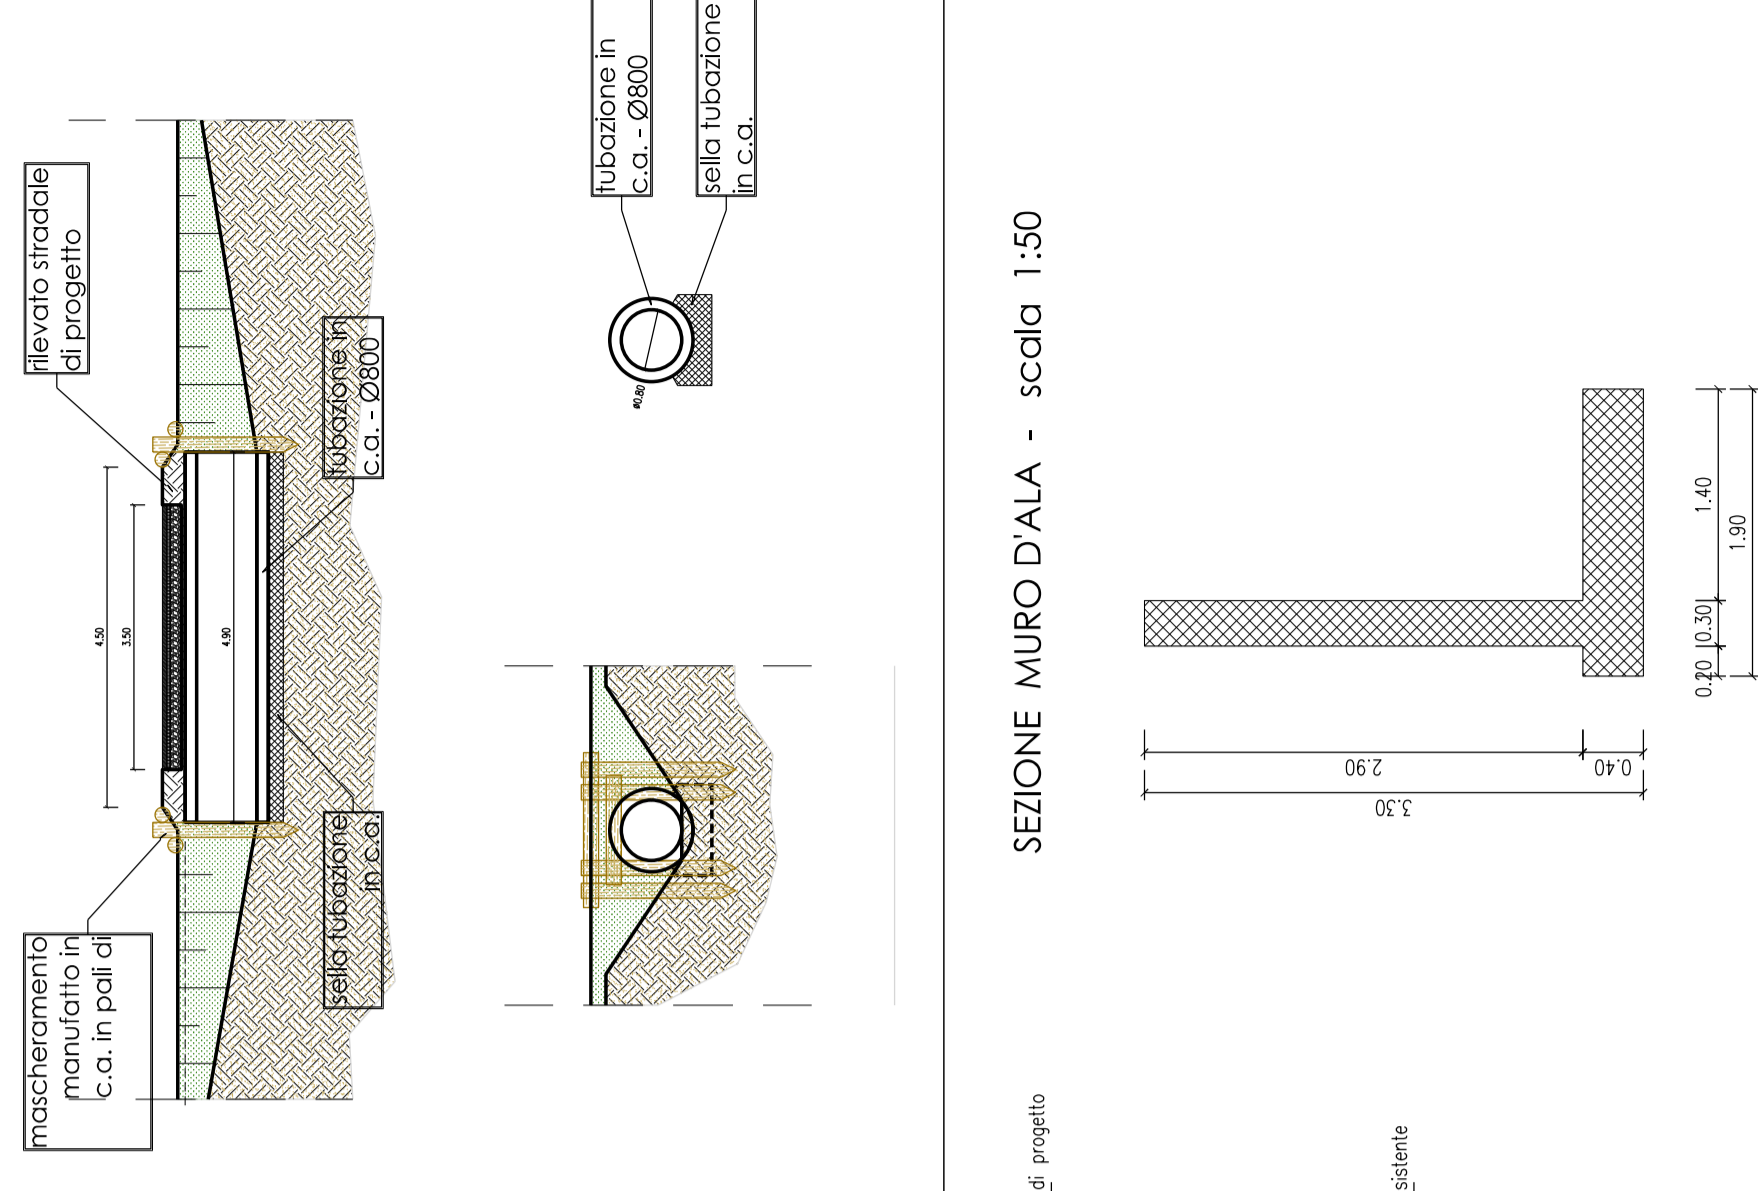 rilevato stradale
di progetto
tubazione in
c.a. - Ø800
sella tubazione
in c.a.
mascheramento
manufatto in
c.a. in pali di
4.50
3.50
4.90
tubazione in
c.a. - Ø800
sella tubazione
in c.a.
ø0.80
SEZIONE MURO D'ALA - scala 1:50
1.40
0.30
0.20
1.90
2.90
0.40
3.30
di progetto
sistente